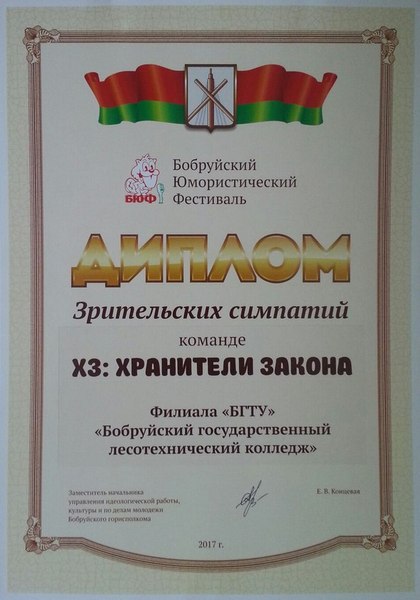 БЮФ
Бобруйский
Юмористический
Фестиваль
ДИПЛОМ
Зрительских симпатий
команде
ХЗ: ХРАНИТЕЛИ ЗАКОНА
Филиала «БГТУ»
«Бобруйский государственный
лесотехнический колледж»
Заместитель начальника
управления идеологической работы,
культуры и по делам молодежи
Бобруйского горисполкома
Е. В. Концевая
2017 г.